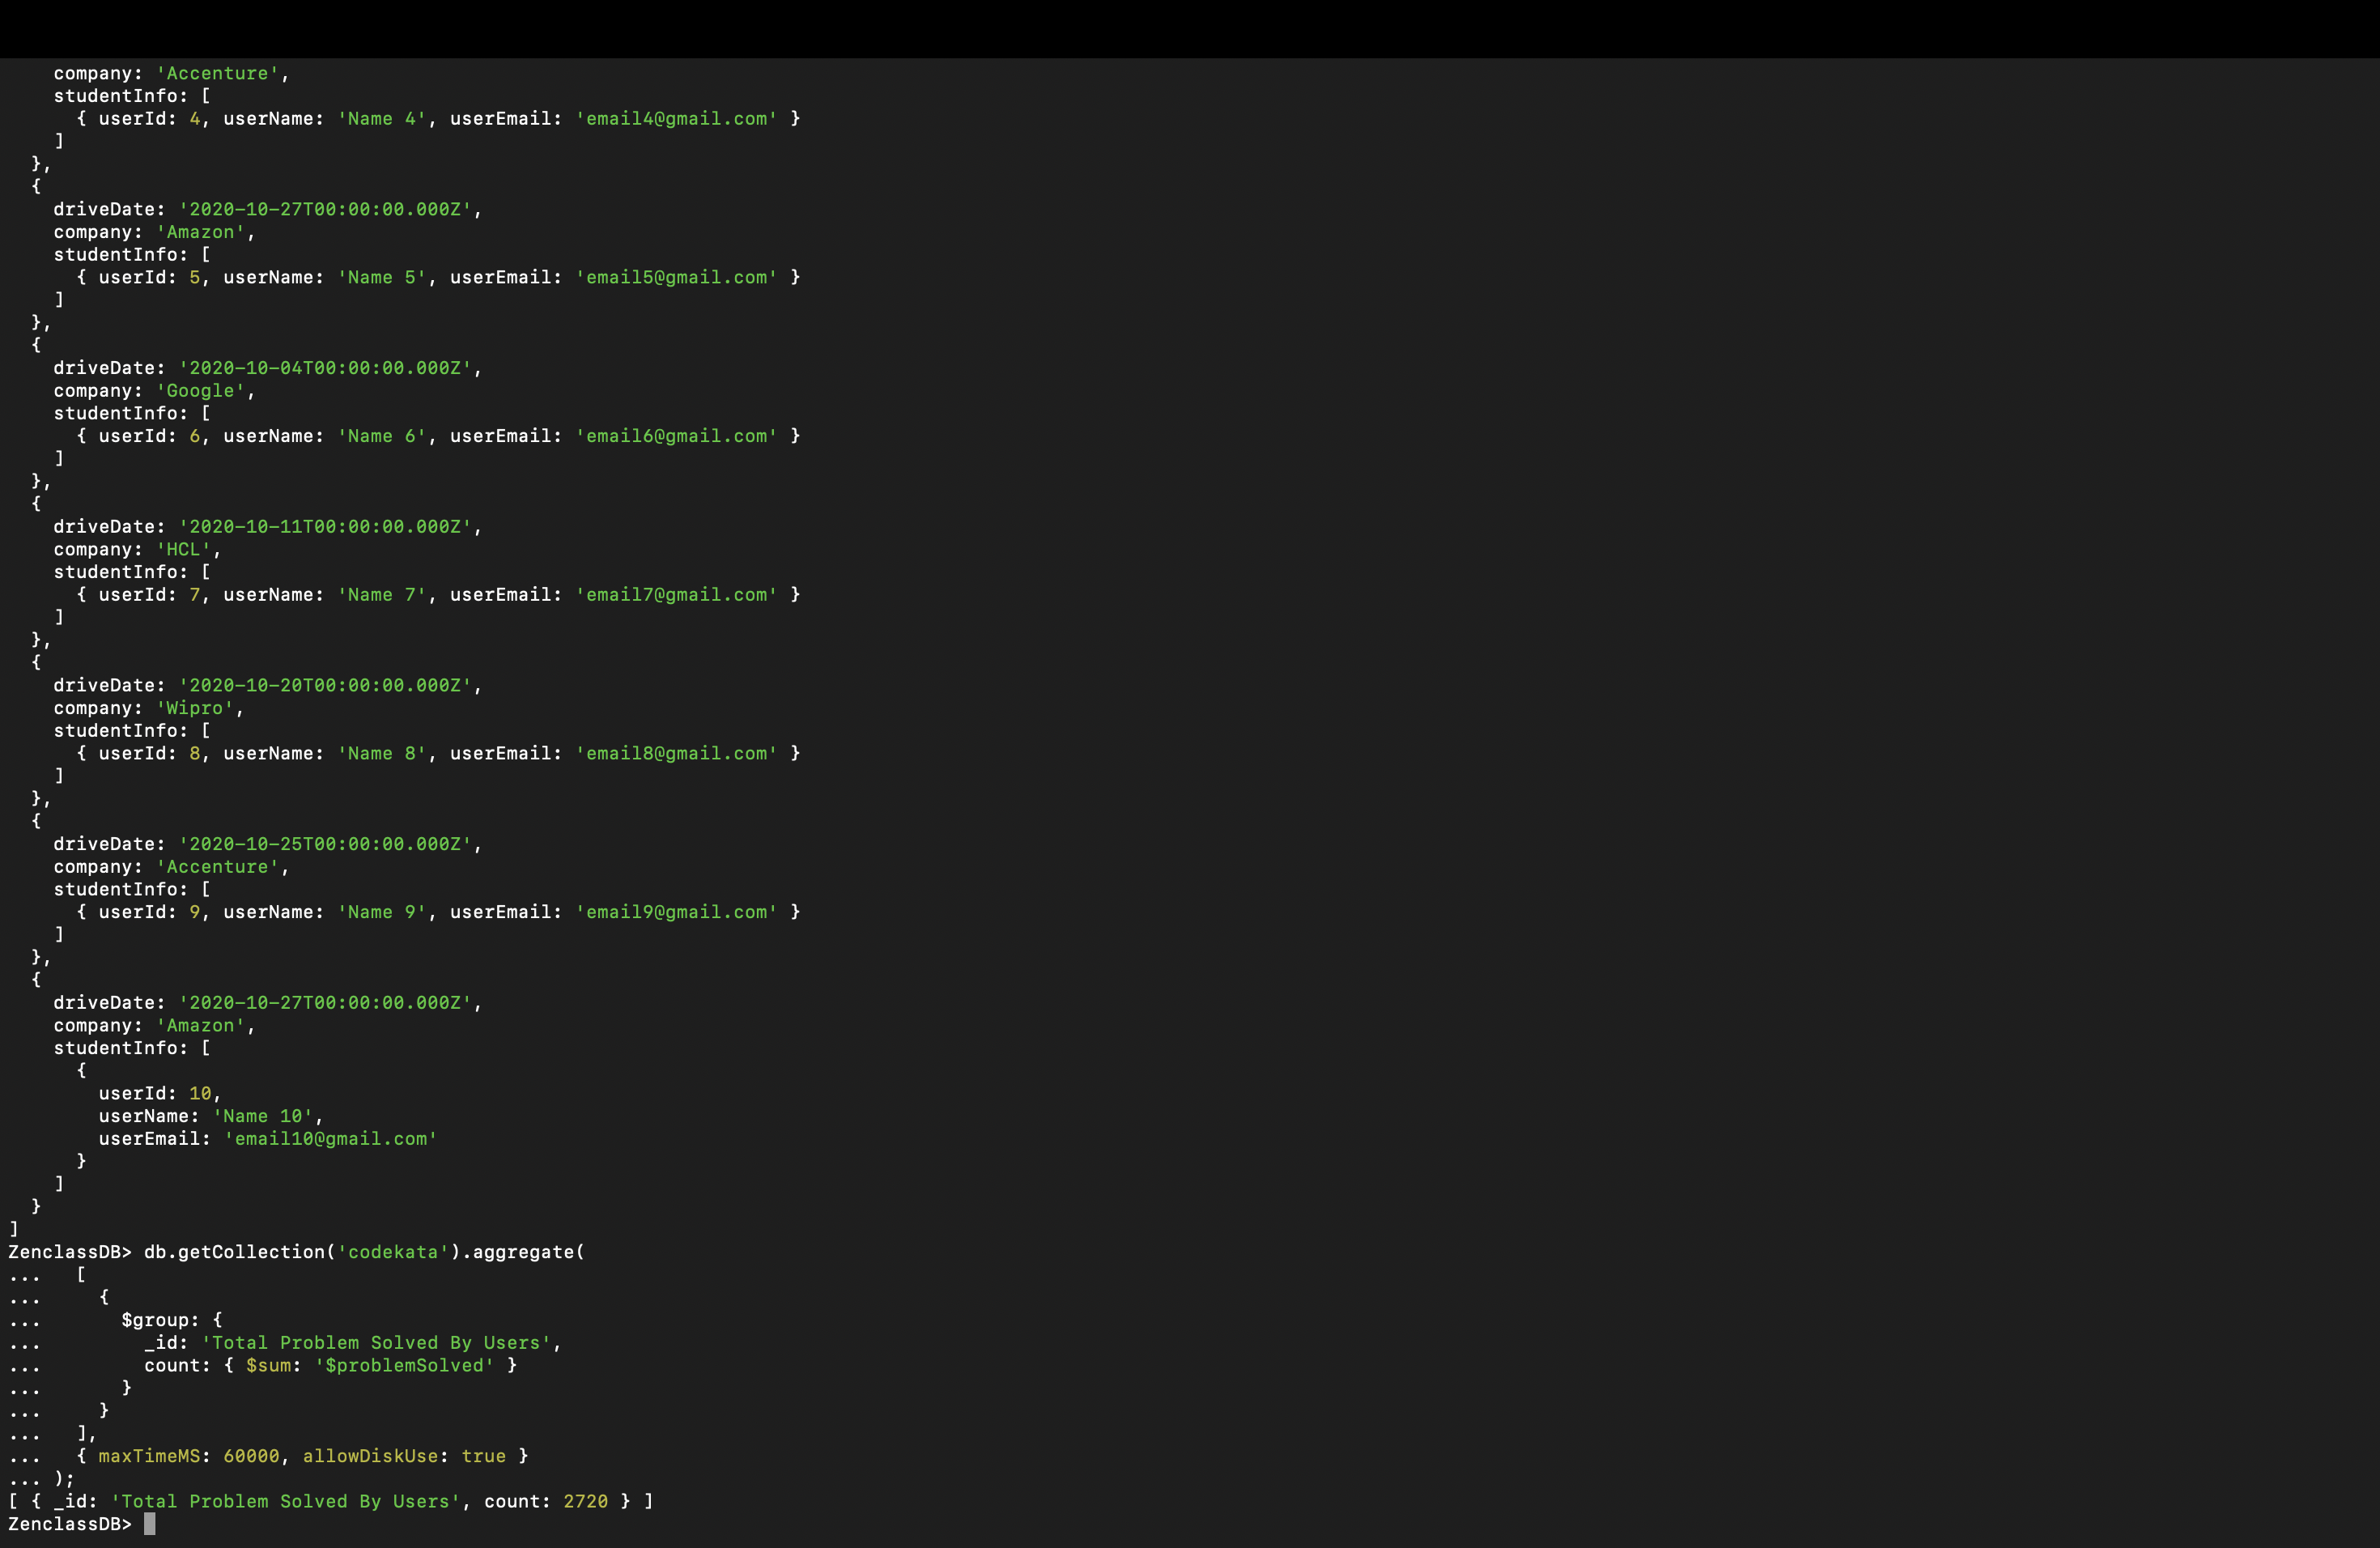 company: 'Accenture',
    studentInfo: [
      { userId: 4, userName: 'Name 4', userEmail: 'email4@gmail.com' }
    ]
  },
  {
    driveDate: '2020-10-27T00:00:00.000Z',
    company: 'Amazon',
    studentInfo: [
      { userId: 5, userName: 'Name 5', userEmail: 'email5@gmail.com' }
    ]
  },
  {
    driveDate: '2020-10-04T00:00:00.000Z',
    company: 'Google',
    studentInfo: [
      { userId: 6, userName: 'Name 6', userEmail: 'email6@gmail.com' }
    ]
  },
  {
    driveDate: '2020-10-11T00:00:00.000Z',
    company: 'HCL',
    studentInfo: [
      { userId: 7, userName: 'Name 7', userEmail: 'email7@gmail.com' }
    ]
  },
  {
    driveDate: '2020-10-20T00:00:00.000Z',
    company: 'Wipro',
    studentInfo: [
      { userId: 8, userName: 'Name 8', userEmail: 'email8@gmail.com' }
    ]
  },
  {
    driveDate: '2020-10-25T00:00:00.000Z',
    company: 'Accenture',
    studentInfo: [
      { userId: 9, userName: 'Name 9', userEmail: 'email9@gmail.com' }
    ]
  },
  {
    driveDate: '2020-10-27T00:00:00.000Z',
    company: 'Amazon',
    studentInfo: [
      {
        userId: 10,
        userName: 'Name 10',
        userEmail: 'email10@gmail.com'
      }
    ]
  }
]
ZenclassDB> db.getCollection('codekata').aggregate(
...   [
...     {
...       $group: {
...         _id: 'Total Problem Solved By Users',
...         count: { $sum: '$problemSolved' }
...       }
...     }
...   ],
...   { maxTimeMS: 60000, allowDiskUse: true }
... );
[ { _id: 'Total Problem Solved By Users', count: 2720 } ]
ZenclassDB>